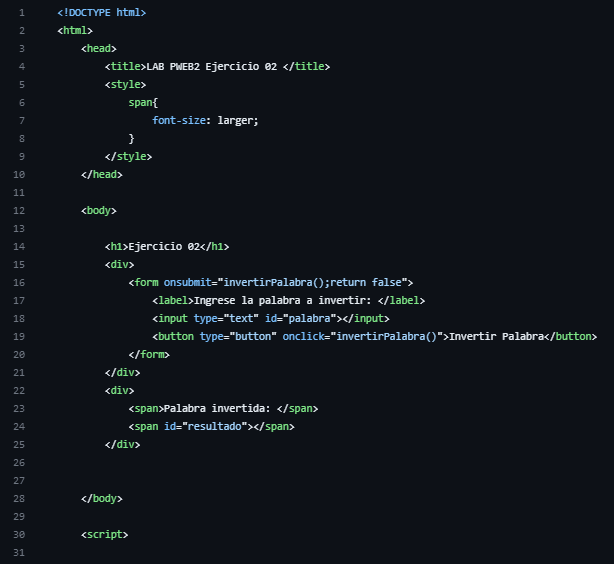 1 <!DOCTYPE html>
2 <html>
3 <head>
4 <title>LAB PWEB2 Ejercicio 02 </title>
5 <style>
6 span{
7 font-size: larger;
8 }
9 </style>
10 </head>
11
12 <body>
13
14 <h1>Ejercicio 02</h1>
15 <div>
16 <form onsubmit="invertirPalabra();return false">
17 <label>Ingrese la palabra a invertir: </label>
18 <input type="text" id="palabra"></input>
19 <button type="button" onclick="invertirPalabra()">Invertir Palabra</button>
20 </form>
21 </div>
22 <div>
23 <span>Palabra invertida: </span>
24 <span id="resultado"></span>
25 </div>
26
27
28 </body>
29
30 <script>
31